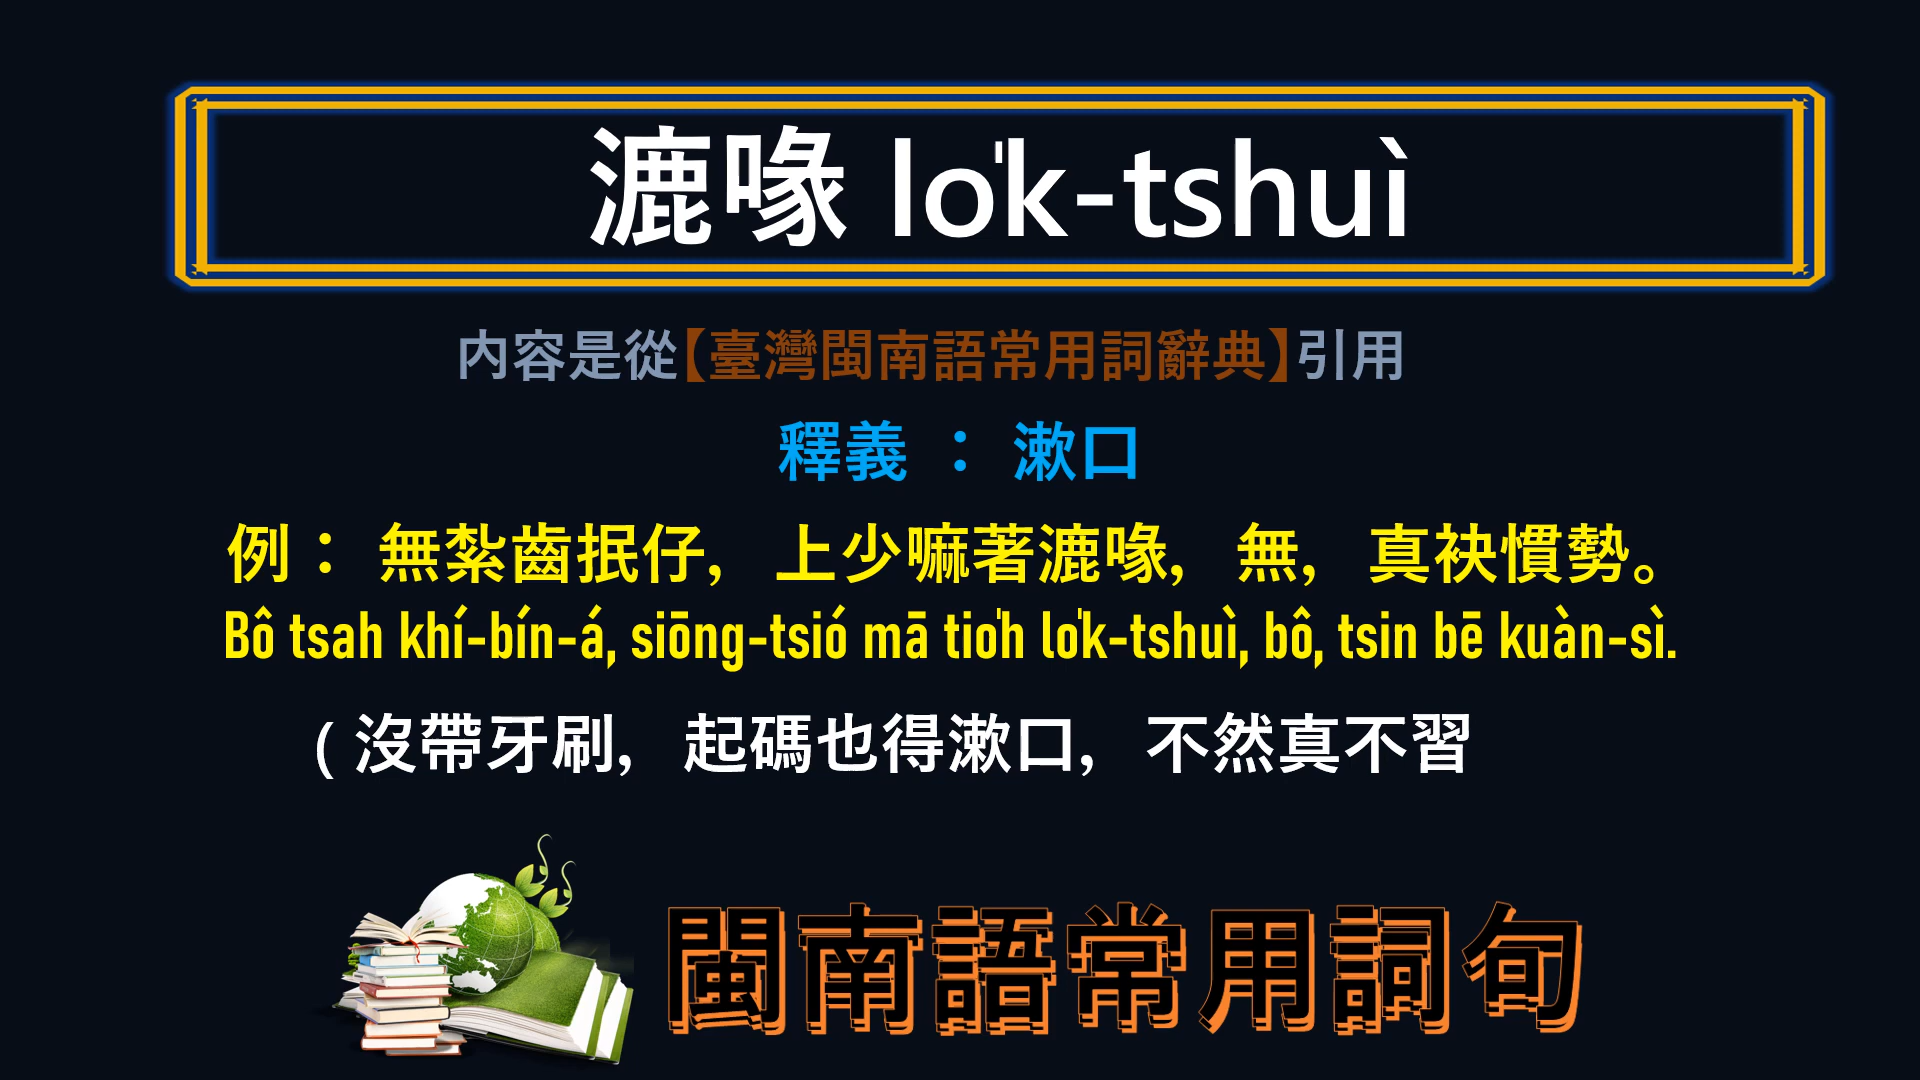 漉喙 lo̍k-tshuì
内容是從【臺灣閩南語常用詞辭典】引用
釋義 ： 漱口
例： 無紮齒抿仔, 上少嘛著漉喙, 無, 真袂慣勢。
Bô tsah khí-bín-á, siōng-tsió mā tio̍h lo̍k-tshuì, bô, tsin bē kuàn-sì.
( 沒帶牙刷, 起碼也得漱口, 不然真不習
閩南語常用詞句